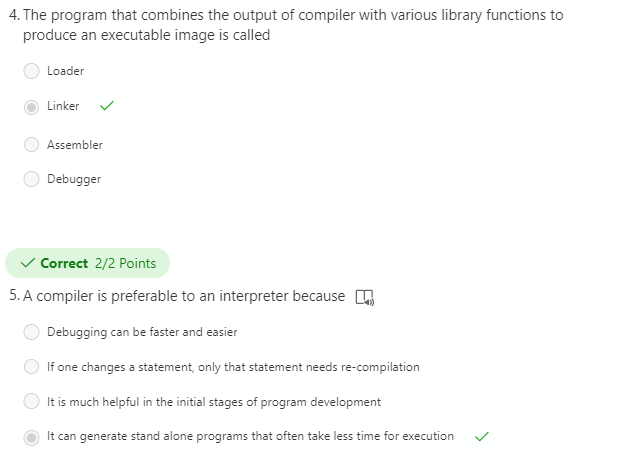 4. The program that combines the output of compiler with various library functions to
produce an executable image is called
Loader
Linker
Assembler
Debugger
Correct 2/2 Points
5. A compiler is preferable to an interpreter because
Debugging can be faster and easier
If one changes a statement, only that statement needs re-compilation
It is much helpful in the initial stages of program development
It can generate stand alone programs that often take less time for execution